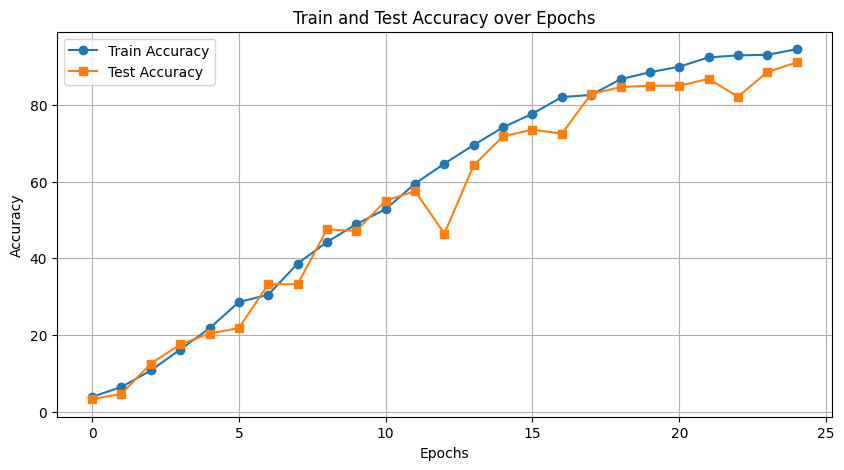 Train and Test Accuracy over Epochs
Train Accuracy
Test Accuracy
80
60
40
20
0
Accuracy
0 5 10 15 20 25
Epochs